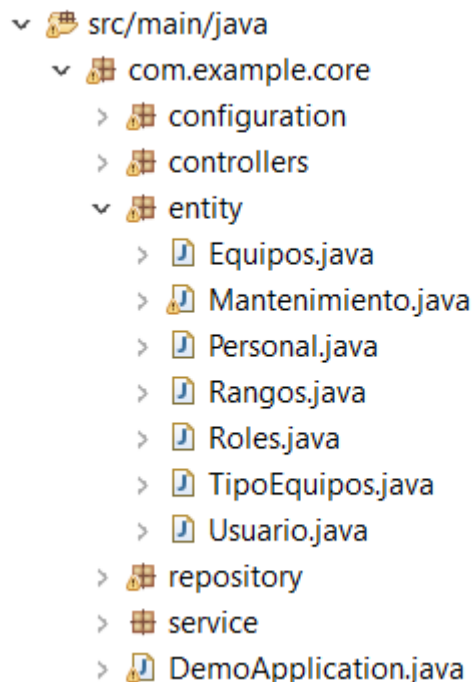 src/main/java
com.example.core
configuration
controllers
entity
Equipos.java
Mantenimiento.java
Personal.java
Rangos.java
Roles.java
TipoEquipos.java
Usuario.java
repository
service
DemoApplication.java